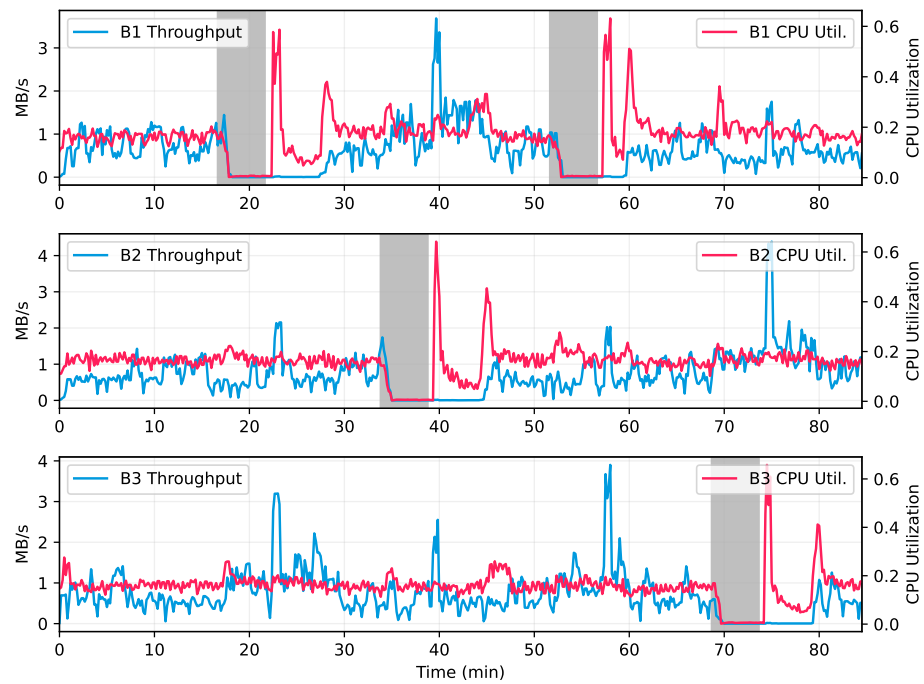 B1 Throughput
B1 CPU Util.
MB/s
CPU Utilization
3
2
1
0
0.6
0.4
0.2
0.0
0 10 20 30 40 50 60 70 80
B2 Throughput
B2 CPU Util.
MB/s
CPU Utilization
4
3
2
1
0
0.6
0.4
0.2
0.0
0 10 20 30 40 50 60 70 80
B3 Throughput
B3 CPU Util.
MB/s
CPU Utilization
4
3
2
1
0
0.6
0.4
0.2
0.0
0 10 20 30 40 50 60 70 80
Time (min)